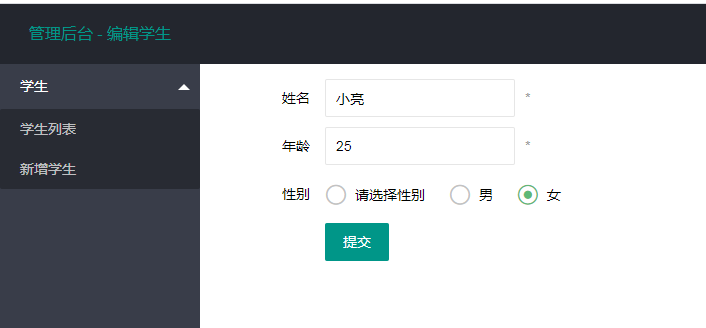 管理后台 - 编辑学生
学生
学生列表
新增学生
姓名 小亮 *
年龄 25 *
性别 请选择性别 男 女
提交